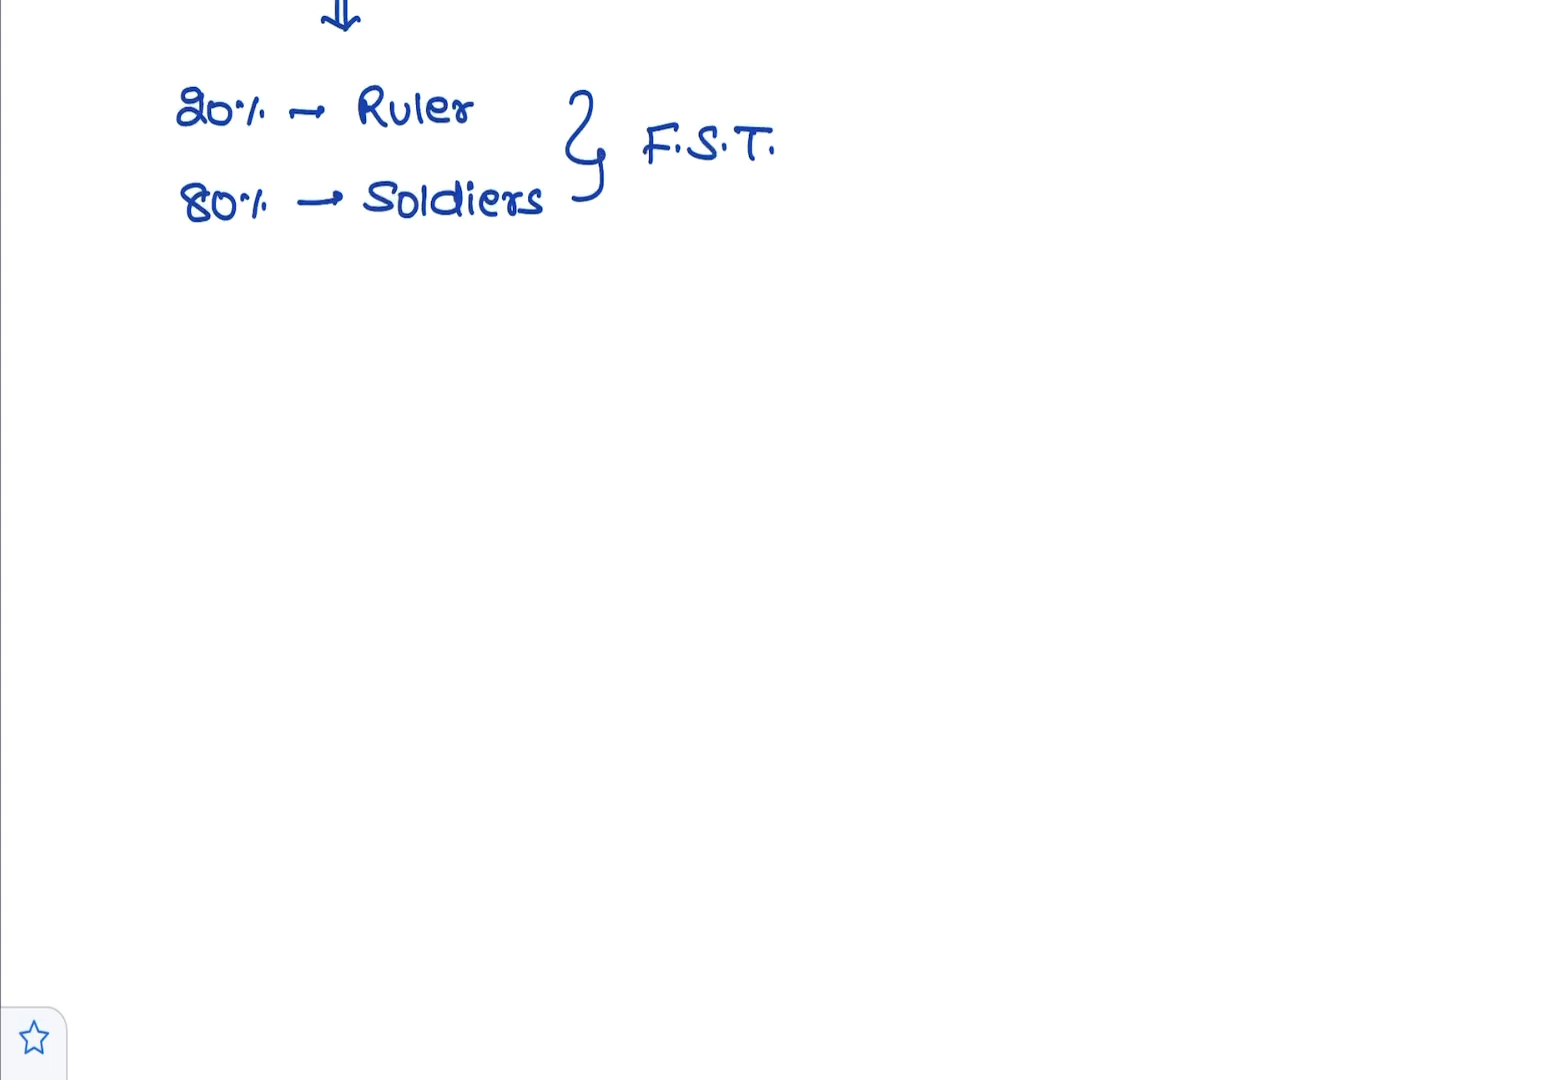 ⇓
20% → Ruler
80% → Soldiers
} F.S.T.